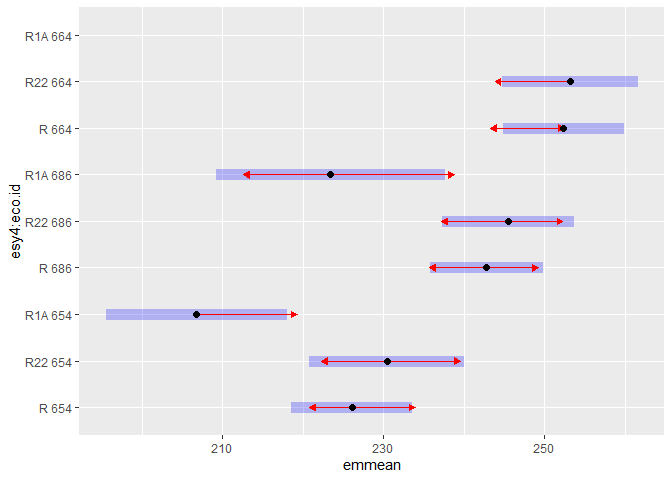 R1A 664
R22 664
R 664
R1A 686
R22 686
R 686
R1A 654
R22 654
R 654
esy4:eco.id
210 230 250
emmean